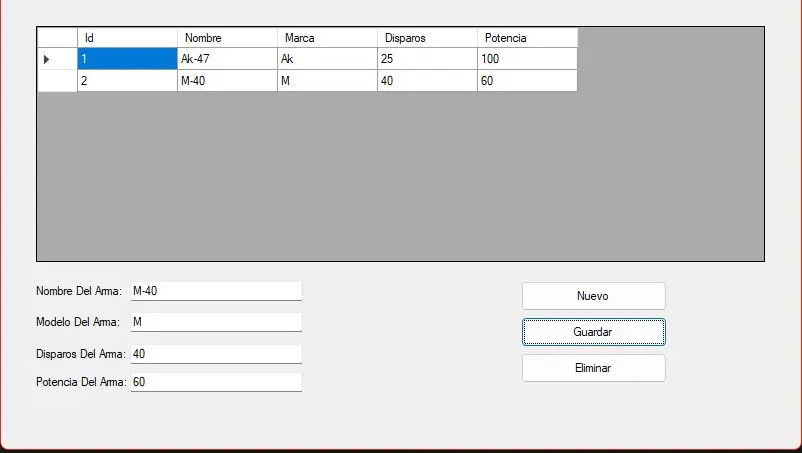 Id Nombre Marca Disparos Potencia
1 Ak-47 Ak 25 100
2 M-40 M 40 60
Nombre Del Arma: M-40
Nuevo
Modelo Del Arma: M
Guardar
Disparos Del Arma: 40
Eliminar
Potencia Del Arma: 60